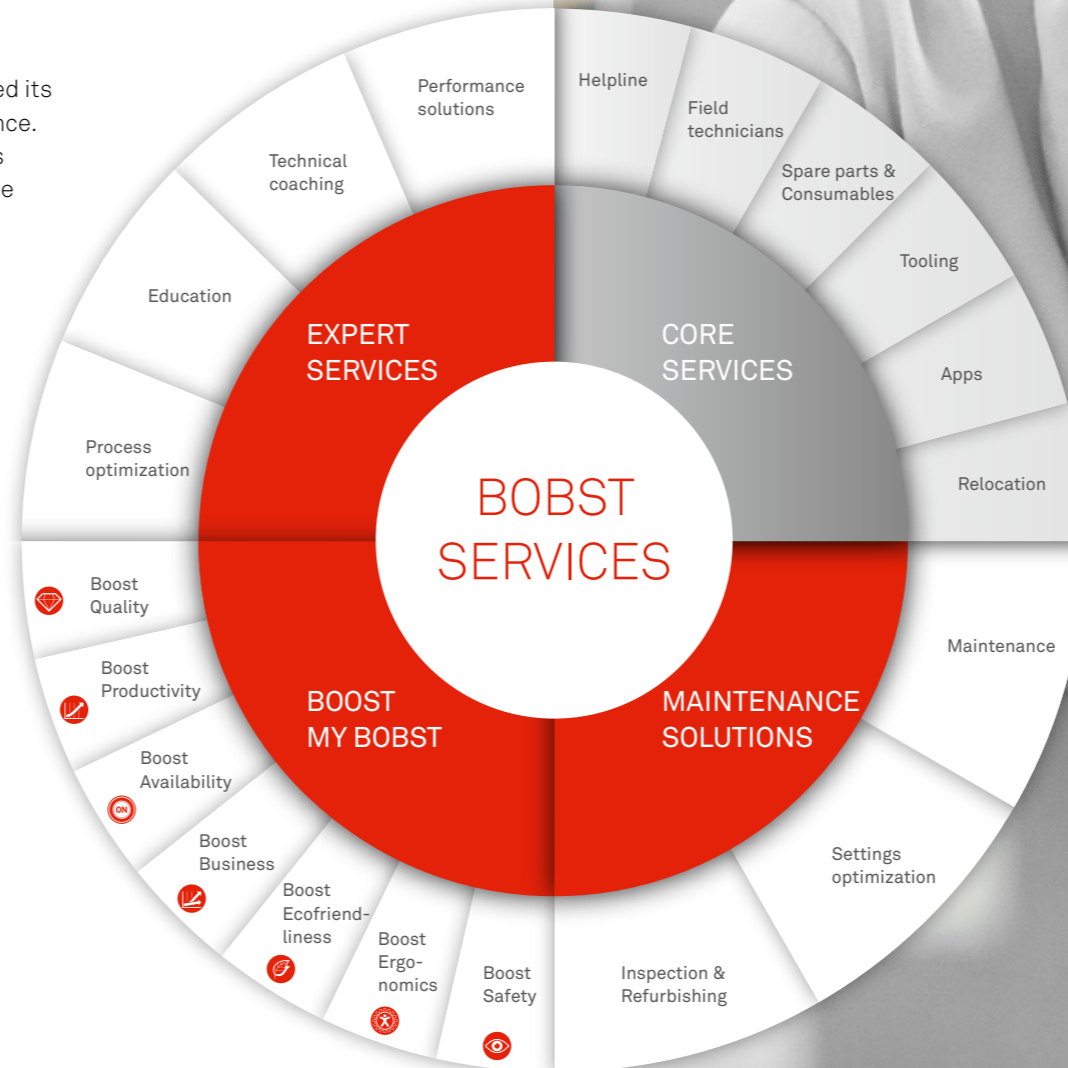 ed its
nce.
s
e
Performance
solutions
Technical
coaching
Education
Process
optimization
EXPERT
SERVICES
Helpline
Field
technicians
Spare parts &
Consumables
Tooling
Apps
Relocation
CORE
SERVICES
BOBST
SERVICES
Boost
Quality
Boost
Productivity
Boost
Availability
ON
Boost
Business
Boost
Ecofriend-
liness
Boost
Ergo-
nomics
Boost
Safety
BOOST
MY BOBST
MAINTENANCE
SOLUTIONS
Maintenance
Settings
optimization
Inspection &
Refurbishing